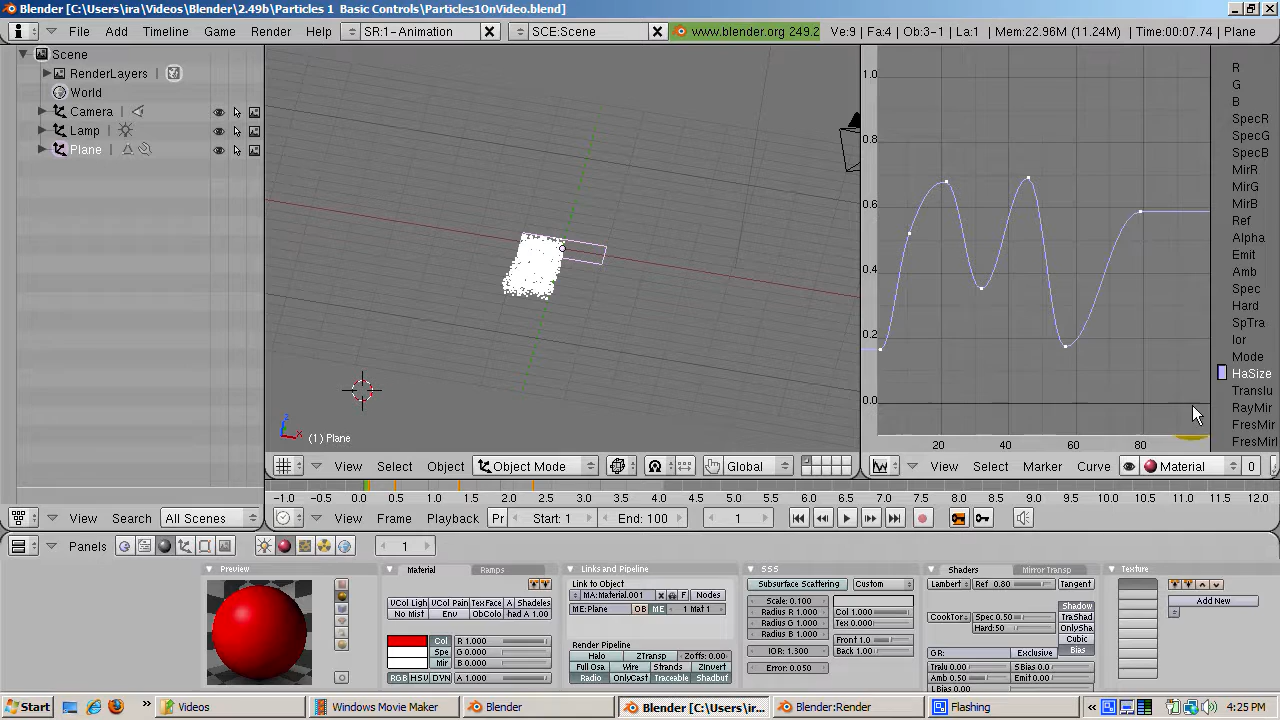 Blender [C:\Users\ira\Videos\Blender\2.49b\Particles 1 Basic Controls\Particles1OnVideo.blend]
File Add Timeline Game Render Help SR:1-Animation SCE:Scene www.blender.org 249.2 Ve:9 | Fa:4 | Ob:3-1 | La:1 | Mem:22.96M (11.24M) | Time:00:07.74 | Plane
Scene
RenderLayers
World
Camera
Lamp
Plane
(1) Plane
1.0
0.8
0.6
0.4
0.2
0.0
20 40 60 80
R
G
B
SpecR
SpecG
SpecB
MirR
MirG
MirB
Ref
Alpha
Emit
Amb
Spec
Hard
SpTra
Ior
Mode
HaSize
Translu
RayMir
FresMir
FresMirI
View Select Object Object Mode Global
View Select Marker Curve Material 0
-1.0 -0.5 0.0 0.5 1.0 1.5 2.0 2.5 3.0 3.5 4.0 4.5 5.0 5.5 6.0 6.5 7.0 7.5 8.0 8.5 9.0 9.5 10.0 10.5 11.0 11.5 12.0
View Search All Scenes
View Frame Playback Pr Start: 1 End: 100 1
Panels 1
Preview
Material Ramps
VCol Ligh VCol Pain TexFace A Shadeles
No Mist Env ObColo had A 1.00
Col R 1.000
Spe G 0.000
Mir B 0.000
RGB HSV DYN A 1.000
Links and Pipeline
Link to Object
MA:Material.001 X F Nodes
ME:Plane OB ME 1 Mat 1
Render Pipeline
Halo ZTransp Zoffs: 0.00
Full Osa Wire Strands ZInvert
Radio OnlyCast Traceable Shadbuf
SSS
Subsurface Scattering Custom
Scale: 0.100
Radius R 1.000 Col 1.000
Radius G 1.000 Tex 0.000
Radius B 1.000
IOR: 1.300 Front 1.0
Back 1.00
Error: 0.050
Shaders Mirror Transp
Lambert Ref 0.80 Tangent
Shadow
CookTor Spec 0.50 TraShad
Hard:50 OnlySha
Cubic
GR: Exclusive Bias
Tralu 0.00 SBias 0.0
Amb 0.50 Emit 0.00
LBias 0.00
Texture
Add New
Start Videos Windows Movie Maker Blender Blender [C:\Users\ir... Blender:Render Flashing 4:25 PM